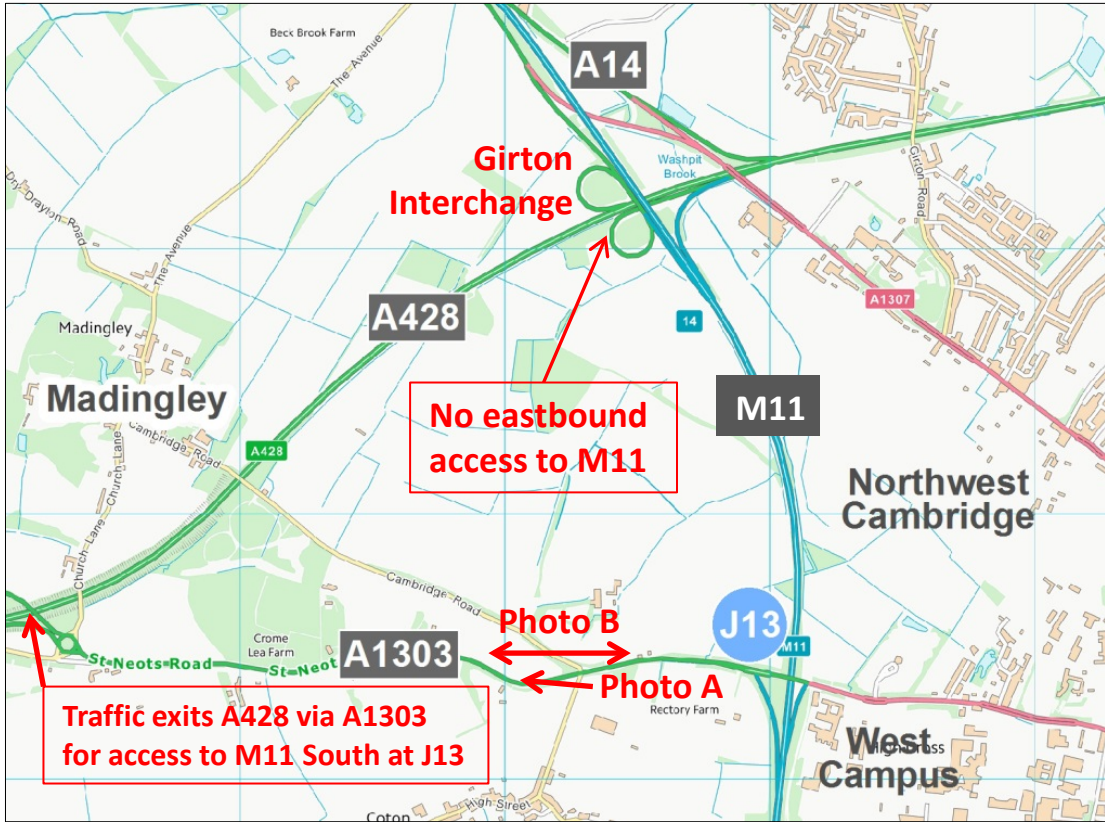 Beck Brook Farm
The Avenue
A14
Girton
Interchange
Washpit
Brook
Girton Road
Dry Drayton Road
The Avenue
A1307
A428
14
Madingley
Madingley
No eastbound
access to M11
M11
Cambridge Road
A428
Church Lane
Northwest
Cambridge
Church Lane
Cambridge Road
Photo B
J13
Crome
Lea Farm
A1303
M11
St Neots Road
St Neot
Photo A
Rectory Farm
Traffic exits A428 via A1303
for access to M11 South at J13
West
Campus
High Cross
High Street
Coton